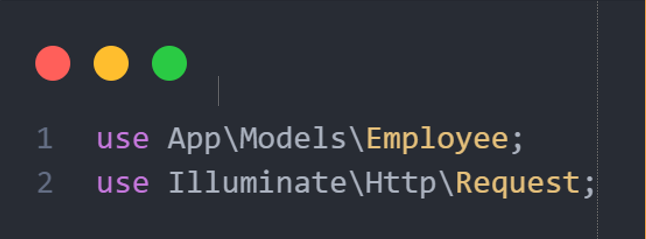 1 use App\Models\Employee;
2 use Illuminate\Http\Request;